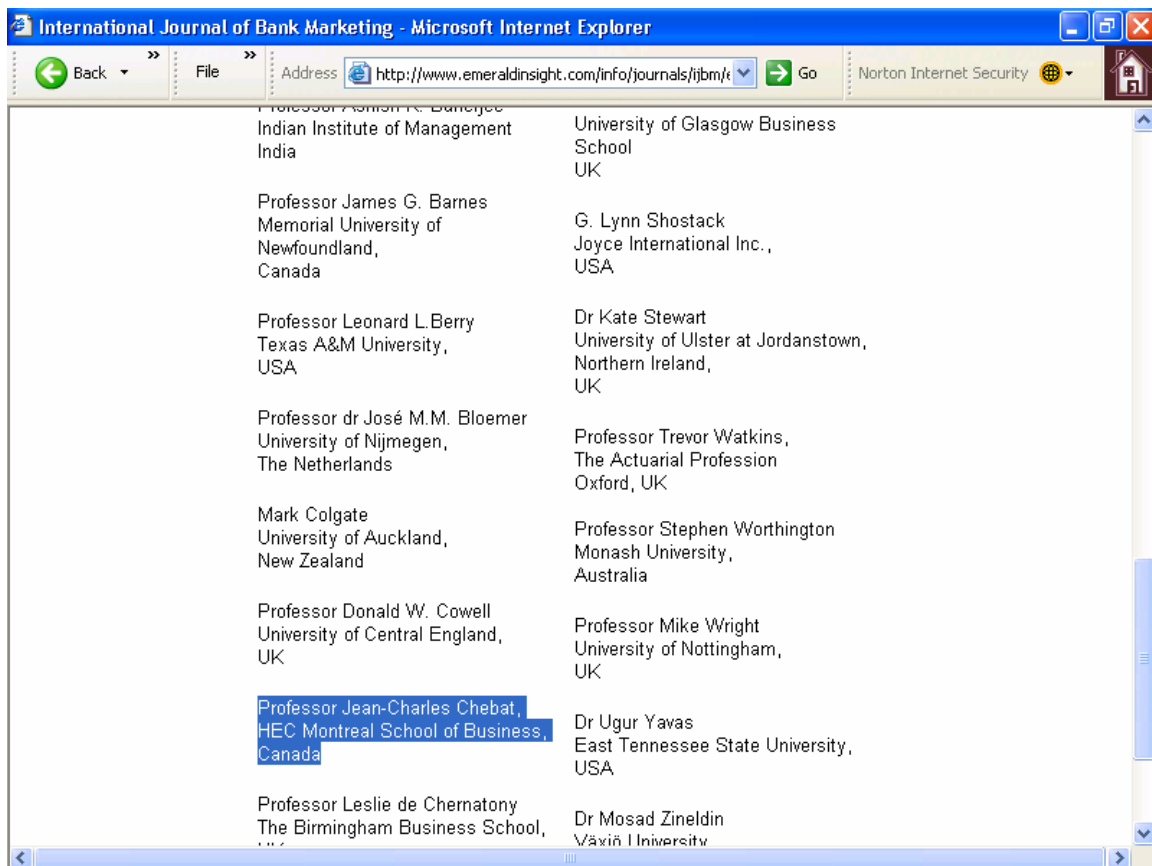 International Journal of Bank Marketing - Microsoft Internet Explorer
Back
File
Address http://www.emeraldinsight.com/info/journals/ijbm/
Go
Norton Internet Security
Indian Institute of Management
India
Professor James G. Barnes
Memorial University of
Newfoundland,
Canada
Professor Leonard L.Berry
Texas A&M University,
USA
Professor dr José M.M. Bloemer
University of Nijmegen,
The Netherlands
Mark Colgate
University of Auckland,
New Zealand
Professor Donald W. Cowell
University of Central England,
UK
Professor Jean-Charles Chebat,
HEC Montreal School of Business,
Canada
Professor Leslie de Chernatony
The Birmingham Business School,
University of Glasgow Business
School
UK
G. Lynn Shostack
Joyce International Inc.,
USA
Dr Kate Stewart
University of Ulster at Jordanstown,
Northern Ireland,
UK
Professor Trevor Watkins,
The Actuarial Profession
Oxford, UK
Professor Stephen Worthington
Monash University,
Australia
Professor Mike Wright
University of Nottingham,
UK
Dr Ugur Yavas
East Tennessee State University,
USA
Dr Mosad Zineldin
Växjö University